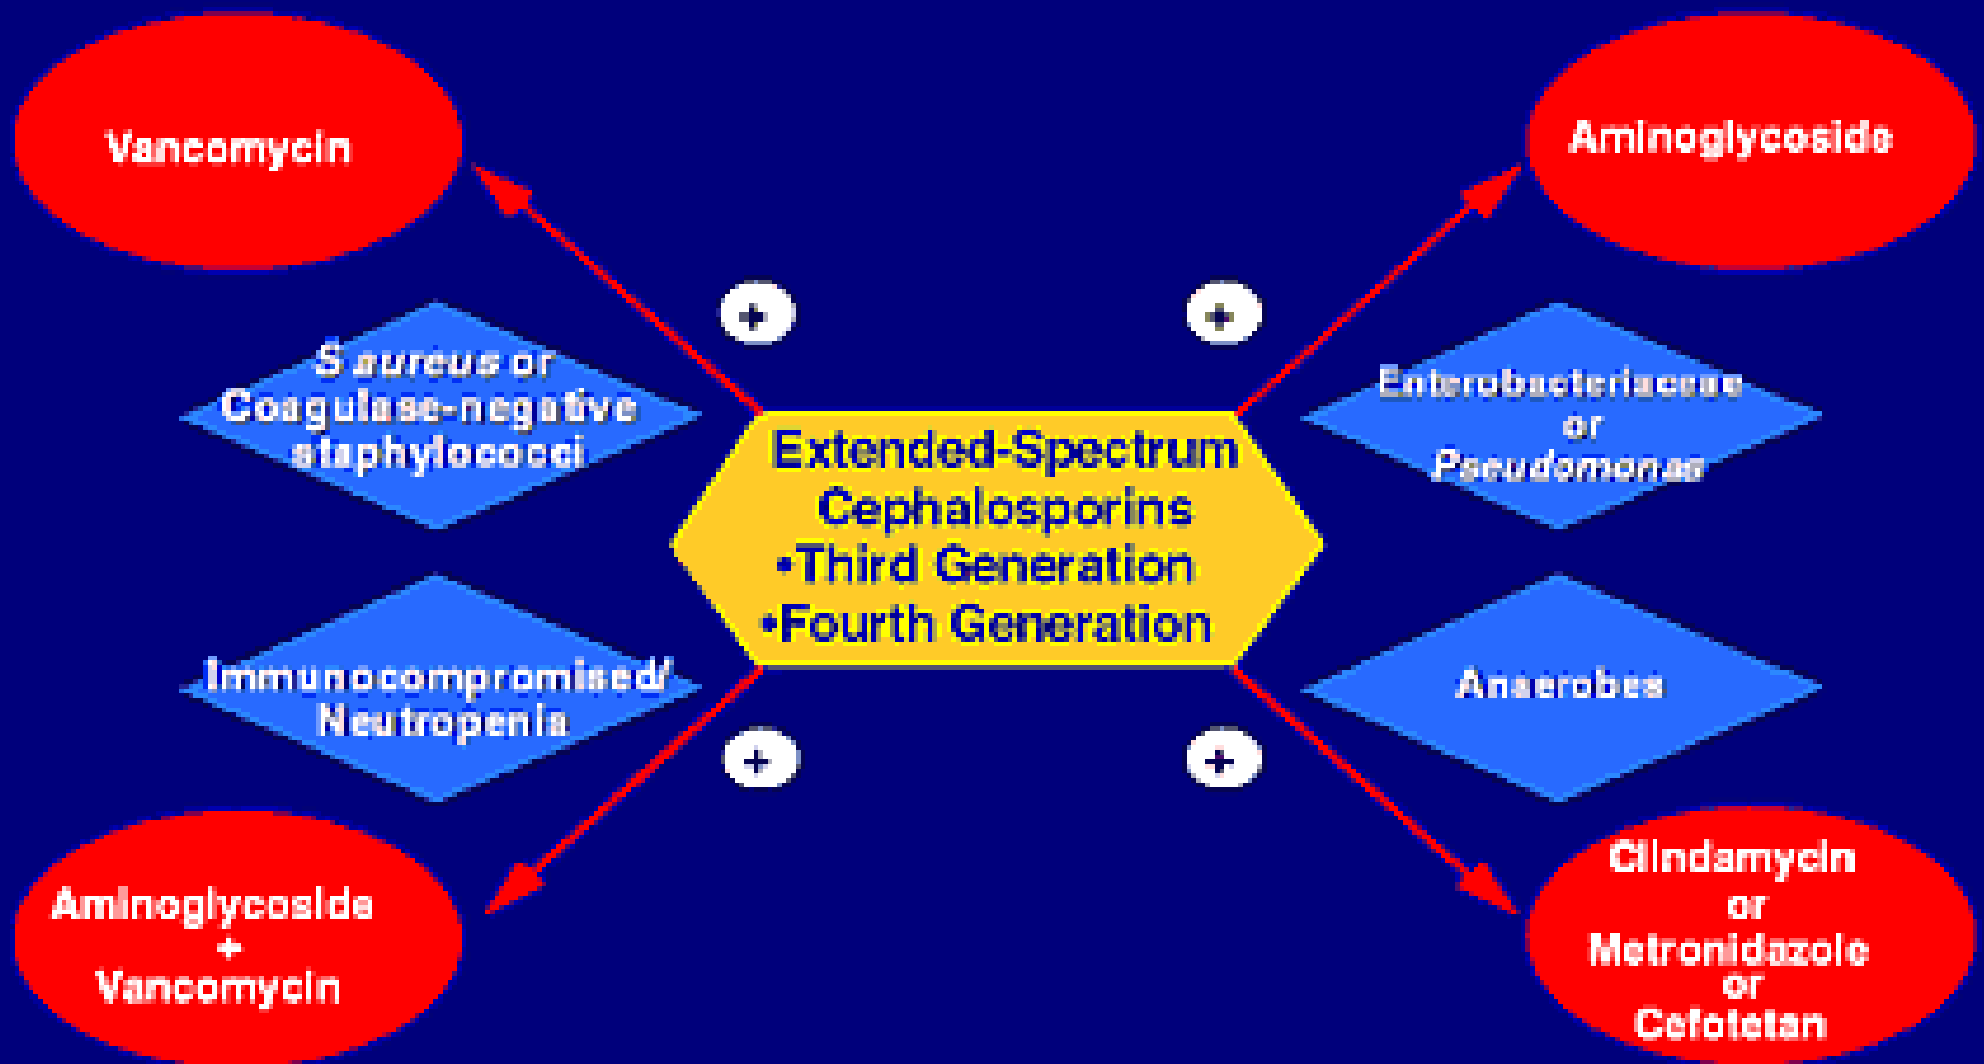 Vancomycin
Aminoglycoside
+
+
S aureus or
Coagulase-negative
staphylococci
Enterobacteriaceae
or
Pseudomonas
Extended-Spectrum
Cephalosporins
•Third Generation
•Fourth Generation
Immunocompromised/
Neutropenia
Anaerobes
+
+
Aminoglycoside
+
Vancomycin
Clindamycin
or
Metronidazole
or
Cefotetan